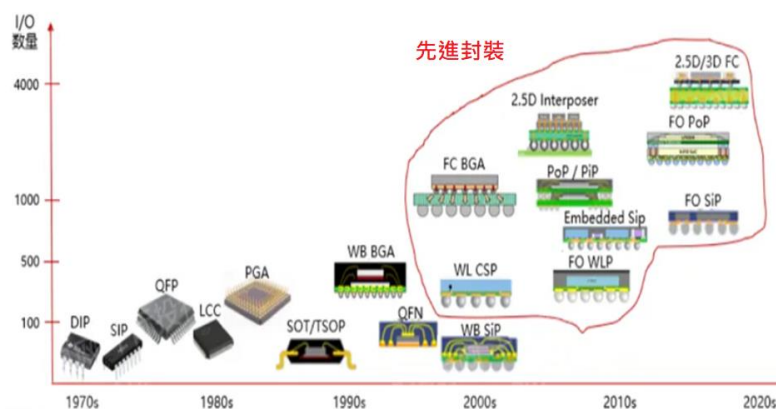 I/O
数量
先進封裝
4000
1000
500
100
2.5D/3D FC
2.5D Interposer
FO PoP
FC BGA
PoP / PiP
FO SiP
Embedded Sip
WB BGA
WL CSP
FO WLP
PGA
QFP
LCC
DIP
SIP
SOT/TSOP
QFN
WB SiP
1970s
1980s
1990s
2000s
2010s
2020s